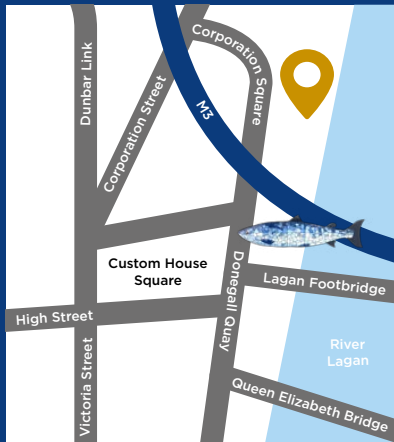 Corporation Square
Dunbar Link
Corporation Street
M3
Custom House
Square
Donegall Quay
Lagan Footbridge
High Street
Victoria Street
River
Lagan
Queen Elizabeth Bridge